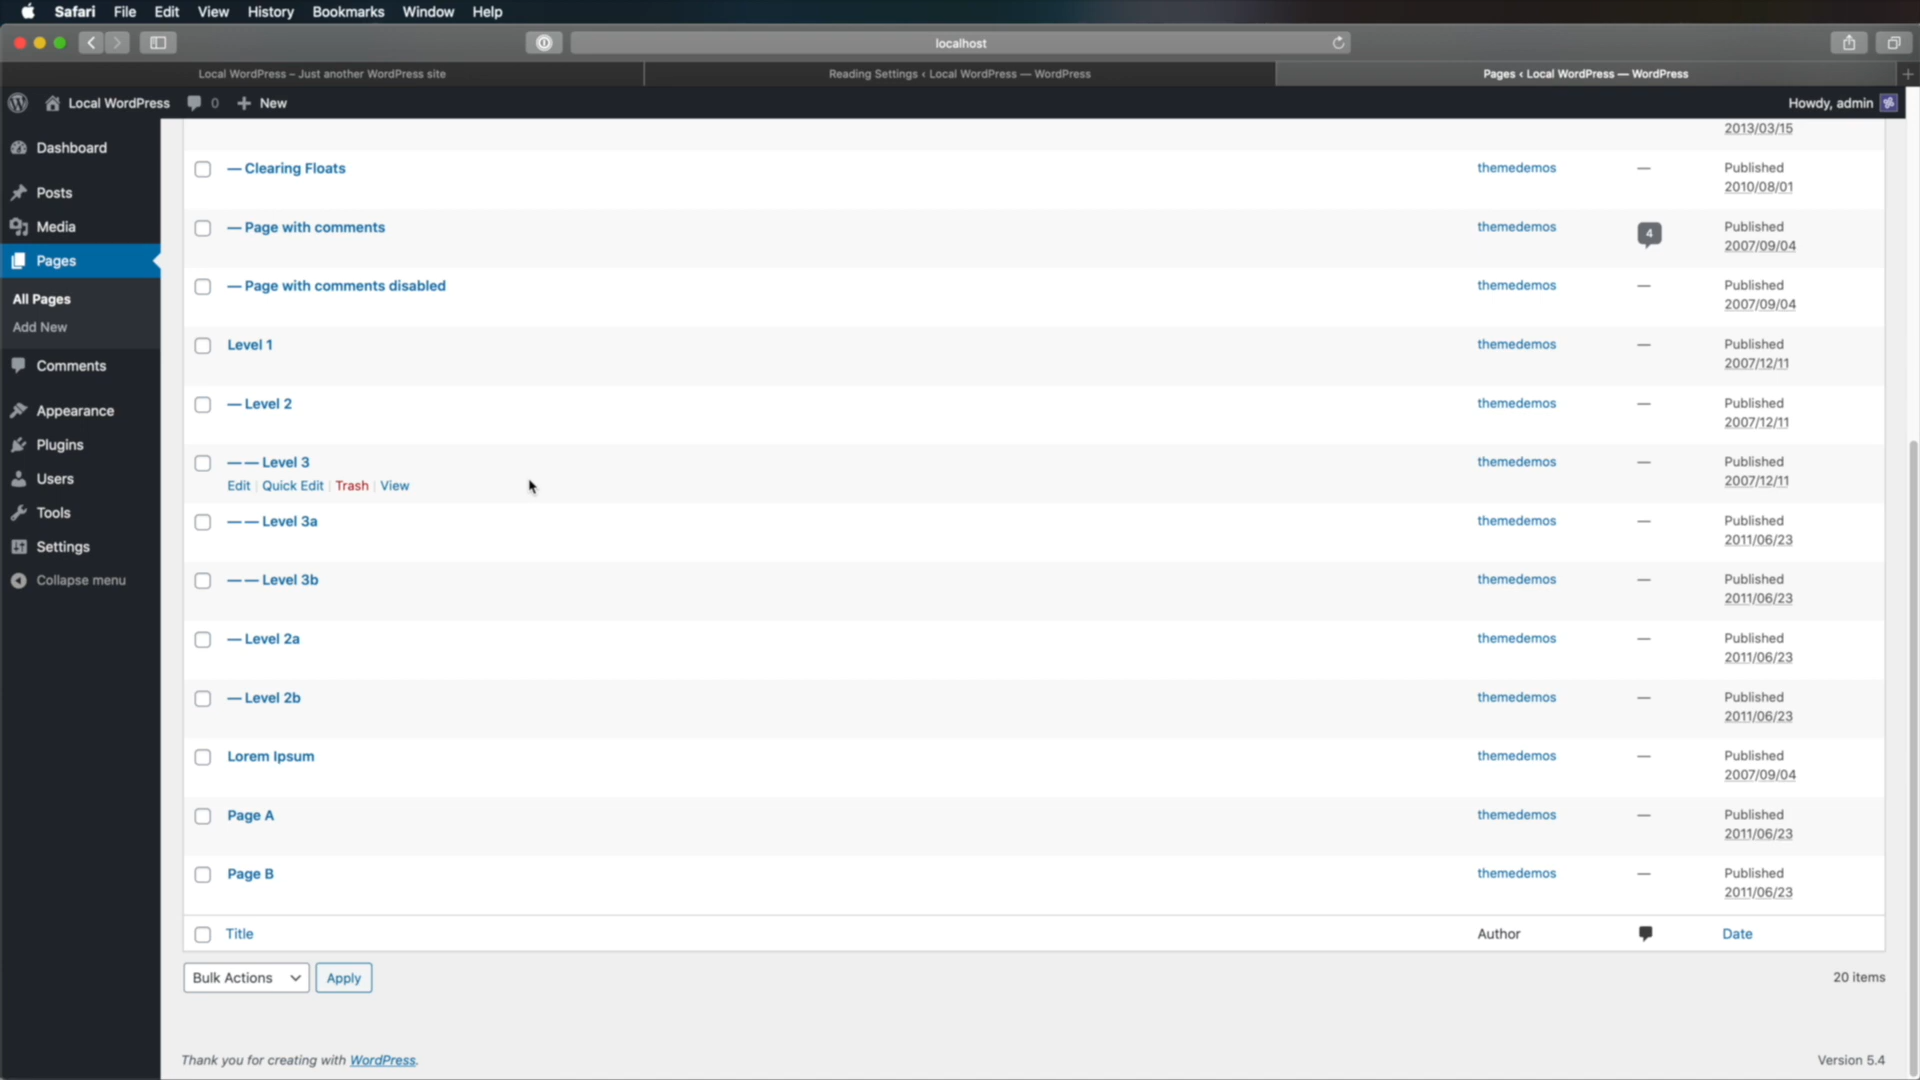 Safari File Edit View History Bookmarks Window Help
localhost
Local WordPress – Just another WordPress site
Reading Settings ‹ Local WordPress — WordPress
Pages ‹ Local WordPress — WordPress
Local WordPress 0 New
Howdy, admin
Dashboard
Posts
Media
Pages
All Pages
Add New
Comments
Appearance
Plugins
Users
Tools
Settings
Collapse menu
2013/03/15
— Clearing Floats themedemos — Published
2010/08/01
— Page with comments themedemos 4 Published
2007/09/04
— Page with comments disabled themedemos — Published
2007/09/04
Level 1 themedemos — Published
2007/12/11
— Level 2 themedemos — Published
2007/12/11
— — Level 3 themedemos — Published
Edit | Quick Edit | Trash | View 2007/12/11
— — Level 3a themedemos — Published
2011/06/23
— — Level 3b themedemos — Published
2011/06/23
— Level 2a themedemos — Published
2011/06/23
— Level 2b themedemos — Published
2011/06/23
Lorem Ipsum themedemos — Published
2007/09/04
Page A themedemos — Published
2011/06/23
Page B themedemos — Published
2011/06/23
Title Author Date
Bulk Actions Apply 20 items
Thank you for creating with WordPress. Version 5.4